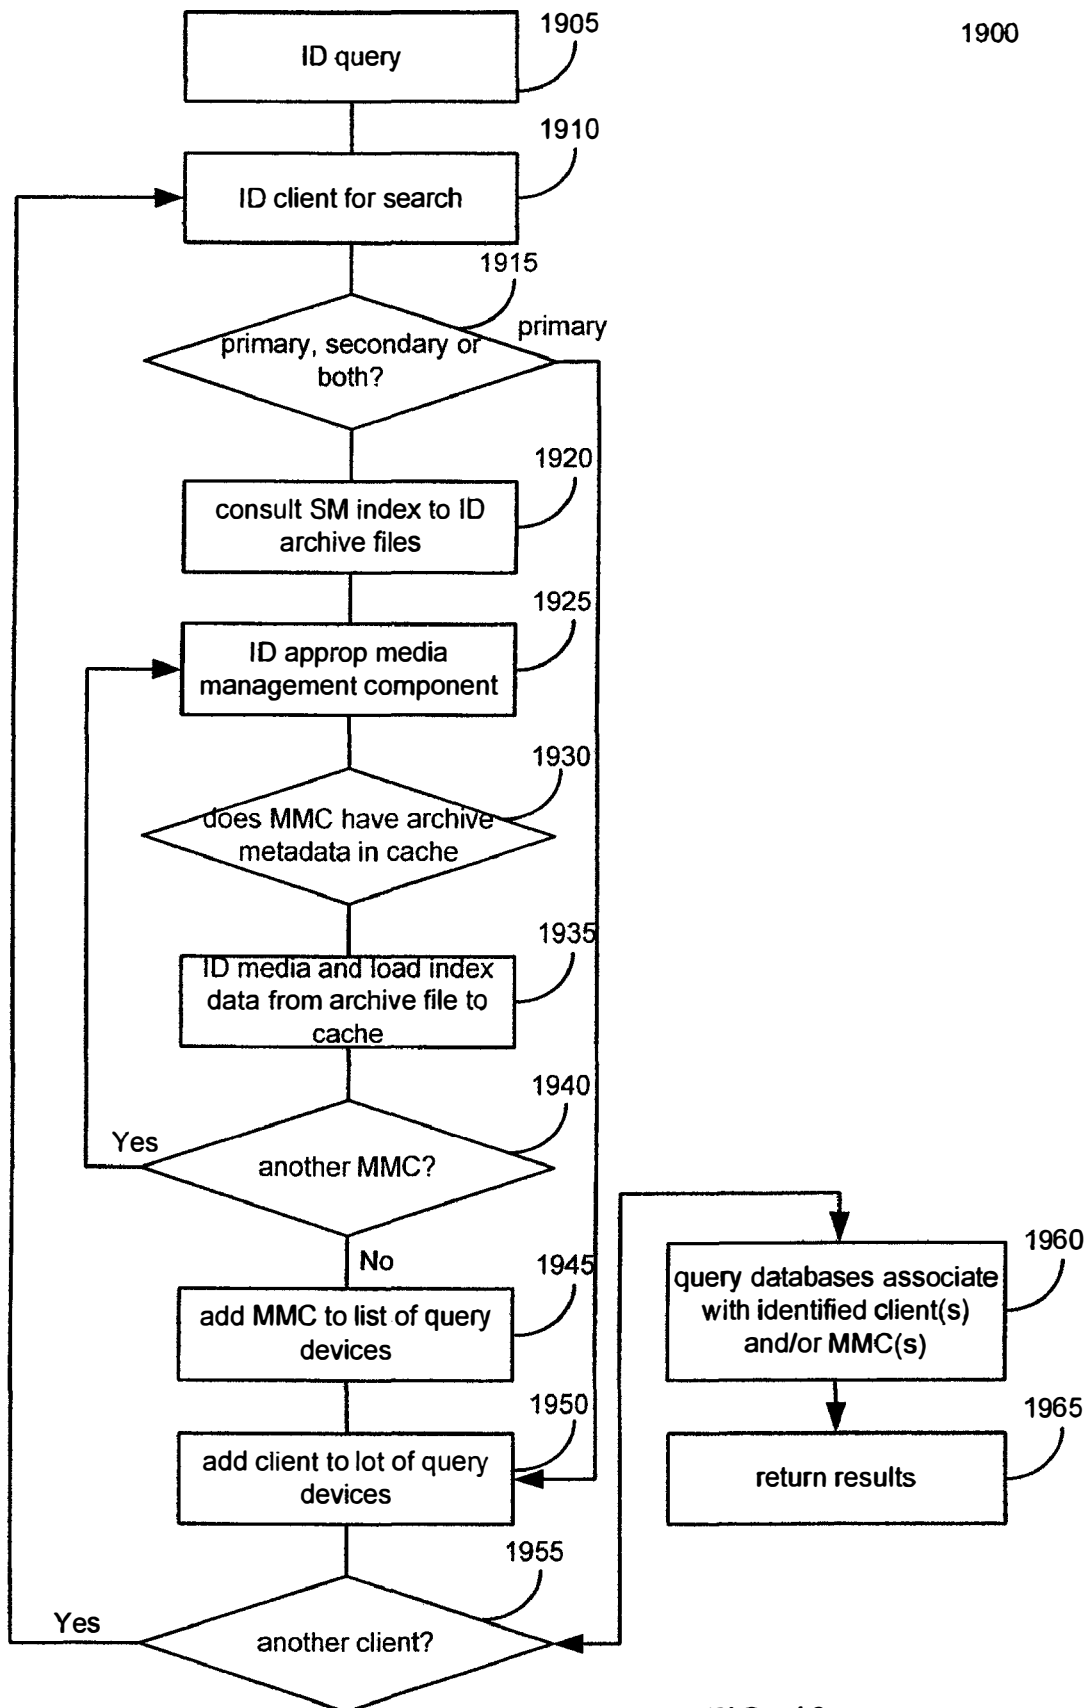 1905
1900
ID query
1910
ID client for search
1915
primary
primary, secondary or
both?
1920
consult SM index to ID
archive files
1925
ID approp media
management component
1930
does MMC have archive
metadata in cache
1935
ID media and load index
data from archive file to
cache
1940
Yes
another MMC?
No
1945
add MMC to list of query
devices
1950
add client to lot of query
devices
1955
Yes
another client?
1960
query databases associate
with identified client(s)
and/or MMC(s)
1965
return results